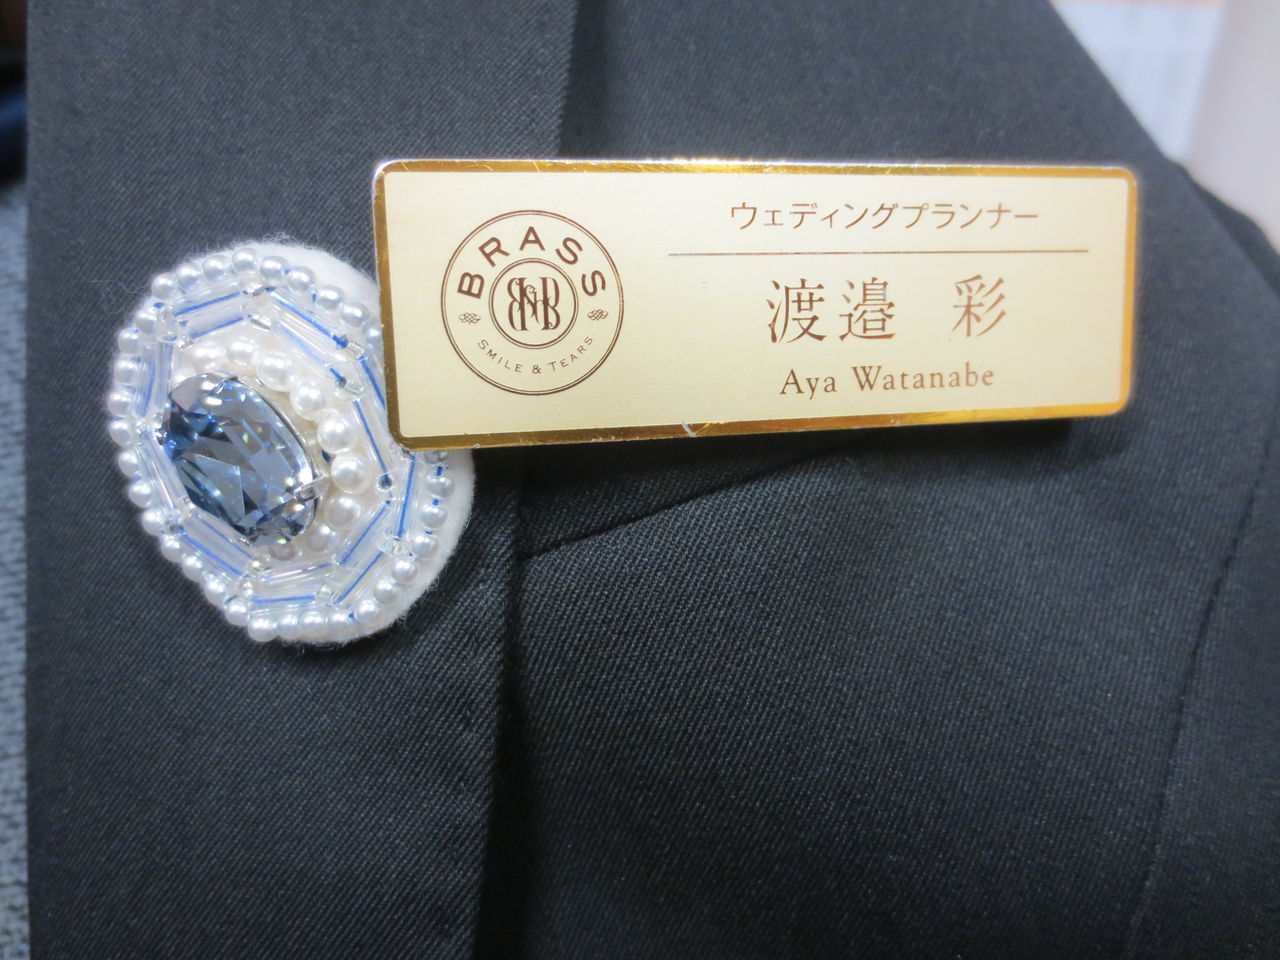 BRASS
B&B
SMILE & TEARS
ウェディングプランナー
渡邉 彩
Aya Watanabe